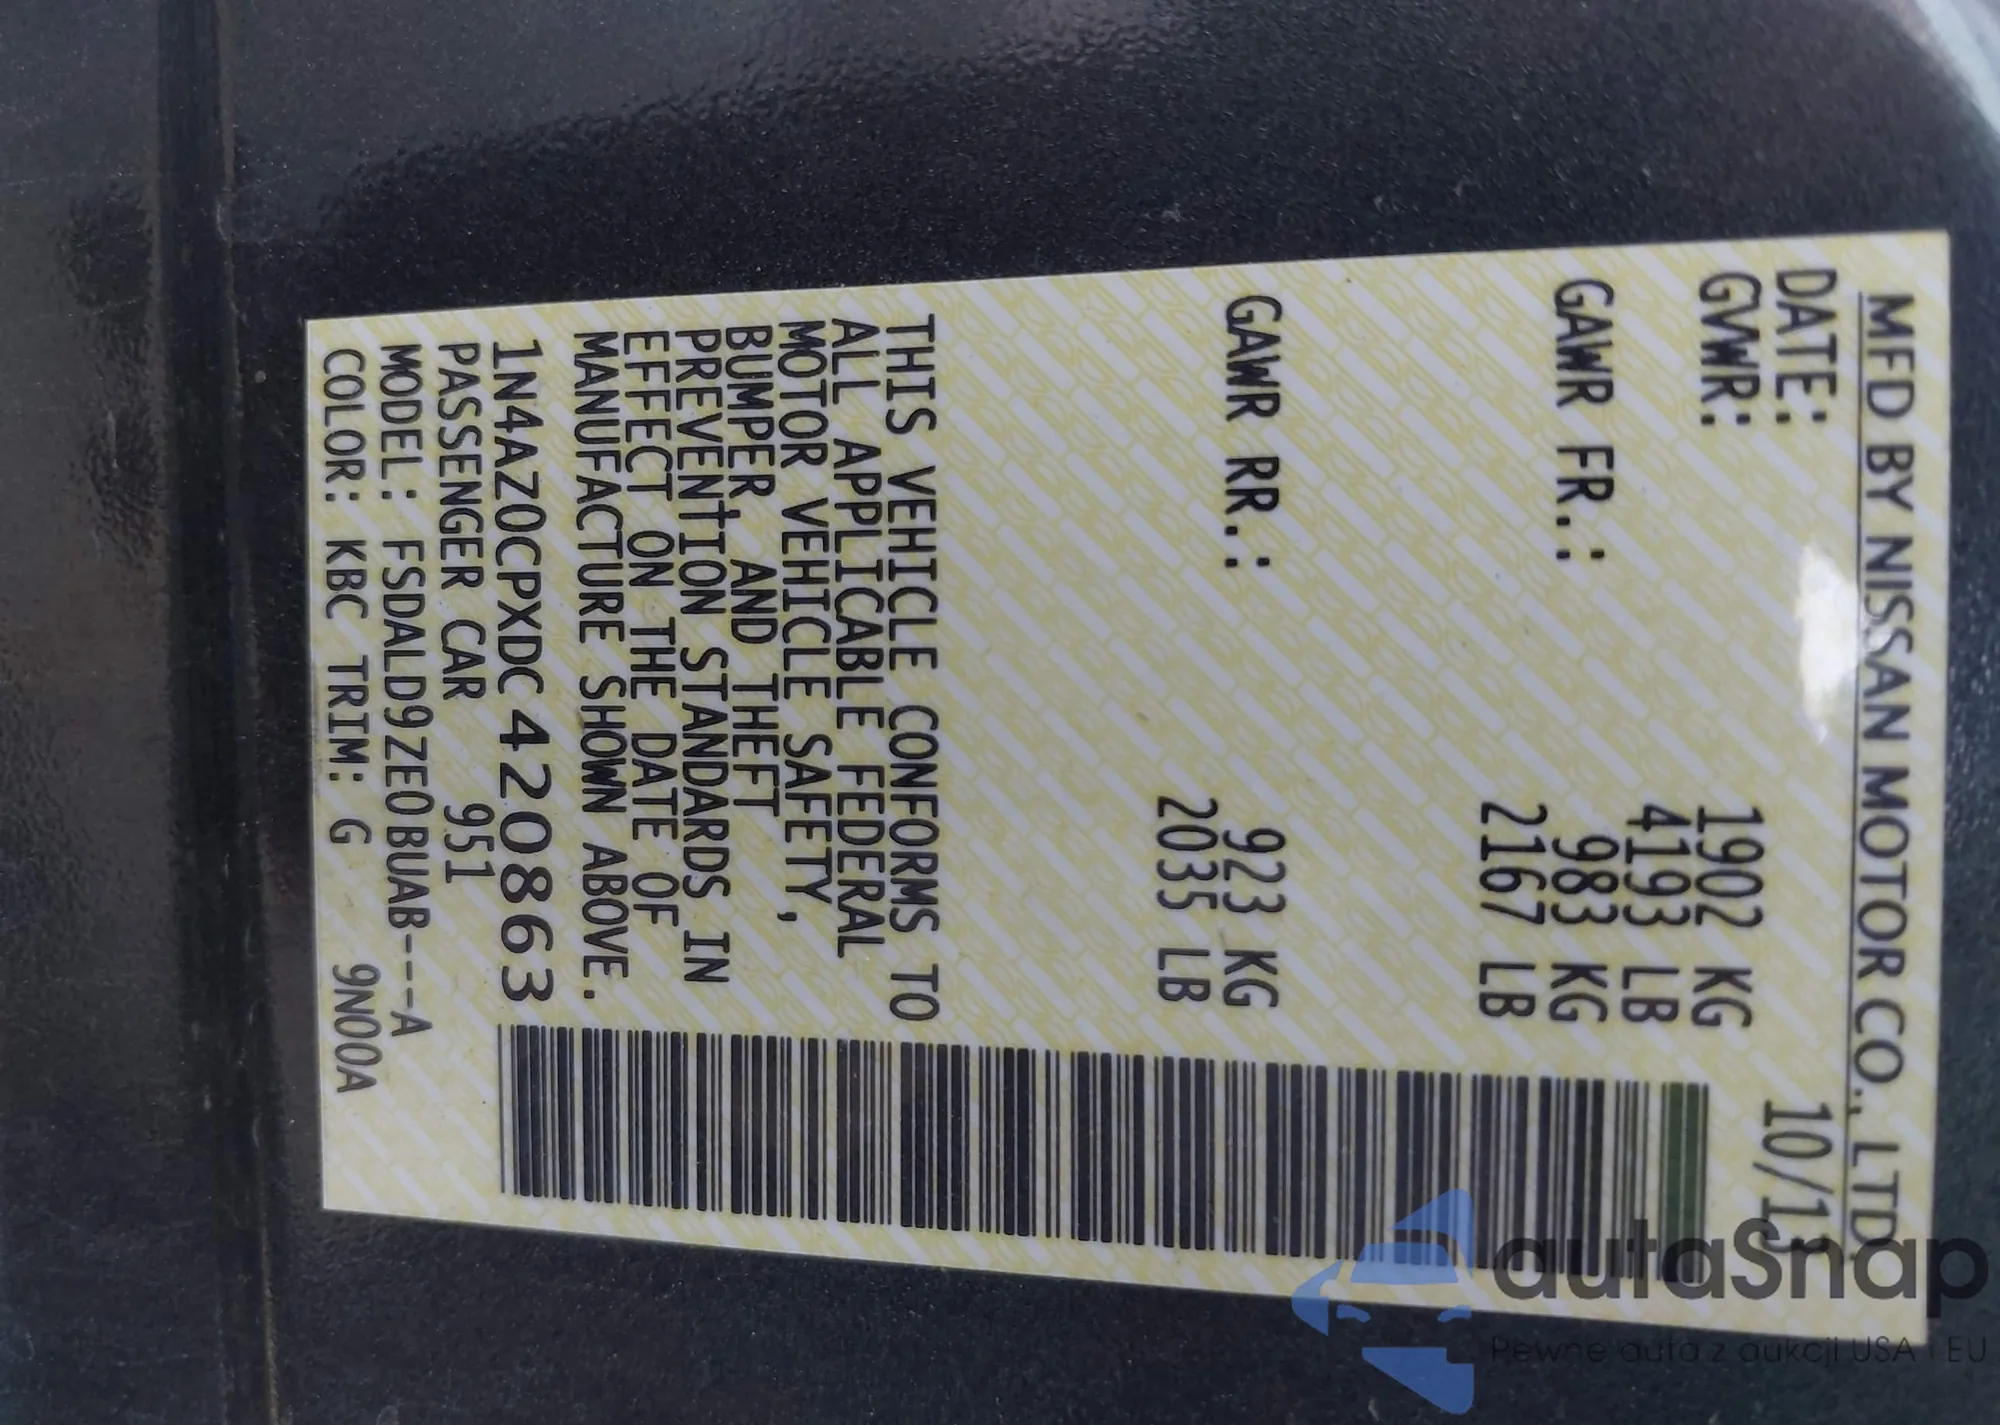 MFD BY NISSAN MOTOR CO., LTD.
DATE: 10/13
GVWR: 1902 KG
4193 LB
GAWR FR.: 983 KG
2167 LB
GAWR RR.: 923 KG
2035 LB
THIS VEHICLE CONFORMS TO
ALL APPLICABLE FEDERAL
MOTOR VEHICLE SAFETY,
BUMPER, AND THEFT
PREVENTION STANDARDS IN
EFFECT ON THE DATE OF
MANUFACTURE SHOWN ABOVE.
1N4AZ0CPXDC420863
PASSENGER CAR 951
MODEL: FSDALD9ZE0BUAB---A
COLOR: KBC TRIM: G 9N00A
autaSnap
Pewne auta z aukcji USA i EU